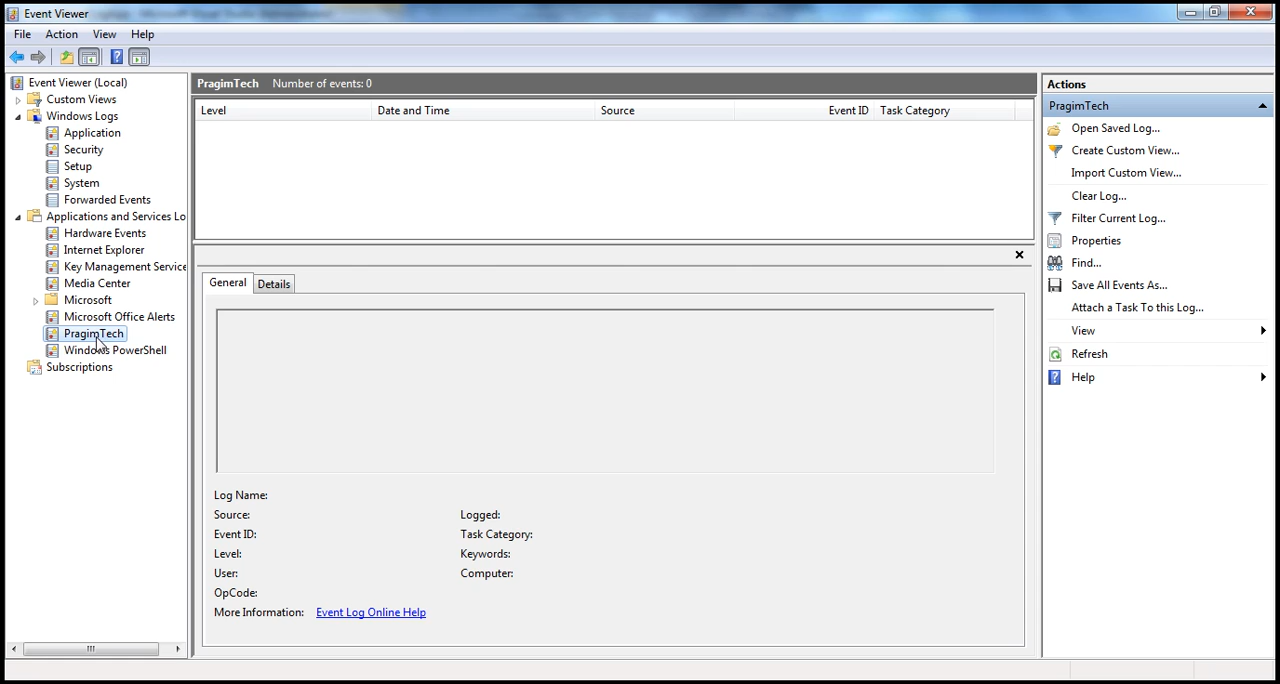 Event Viewer
File Action View Help
Event Viewer (Local)
Custom Views
Windows Logs
Application
Security
Setup
System
Forwarded Events
Applications and Services Lo
Hardware Events
Internet Explorer
Key Management Service
Media Center
Microsoft
Microsoft Office Alerts
PragimTech
Windows PowerShell
Subscriptions
PragimTech Number of events: 0
Level Date and Time Source Event ID Task Category
General Details
Log Name:
Source: Logged:
Event ID: Task Category:
Level: Keywords:
User: Computer:
OpCode:
More Information: Event Log Online Help
Actions
PragimTech
Open Saved Log...
Create Custom View...
Import Custom View...
Clear Log...
Filter Current Log...
Properties
Find...
Save All Events As...
Attach a Task To this Log...
View
Refresh
Help